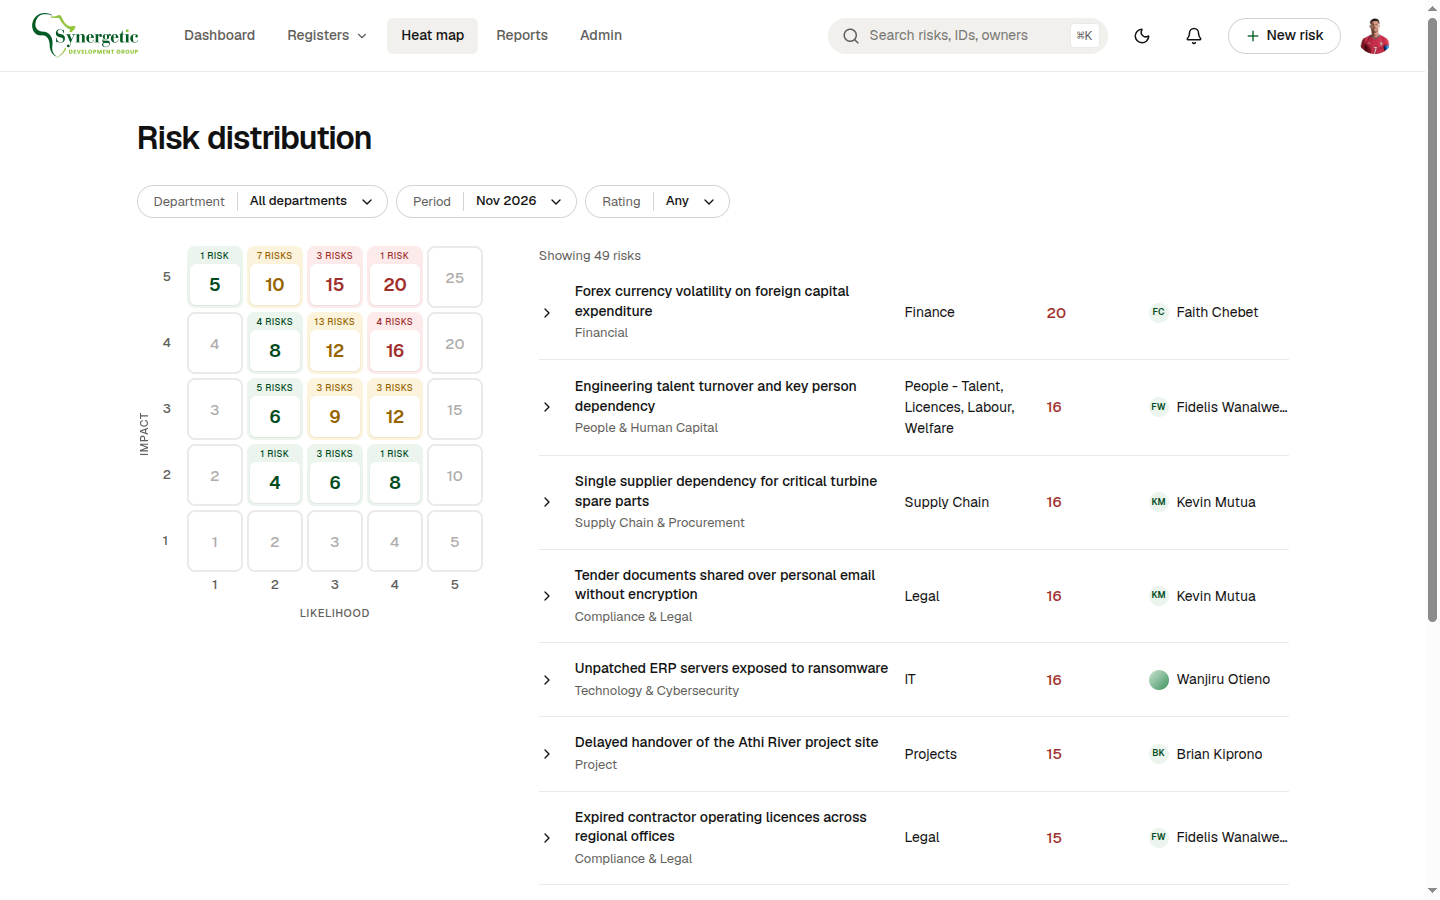 Synergetic
DEVELOPMENT GROUP
Dashboard
Registers
Heat map
Reports
Admin
Search risks, IDs, owners
⌘K
New risk
Risk distribution
Department
All departments
Period
Nov 2026
Rating
Any
IMPACT
5
1 RISK
5
7 RISKS
10
3 RISKS
15
1 RISK
20
25
4
4
4 RISKS
8
13 RISKS
12
4 RISKS
16
20
3
3
5 RISKS
6
3 RISKS
9
3 RISKS
12
15
2
2
1 RISK
4
3 RISKS
6
1 RISK
8
10
1
1
2
3
4
5
1
2
3
4
5
LIKELIHOOD
Showing 49 risks
Forex currency volatility on foreign capital
expenditure
Financial
Finance
20
FC
Faith Chebet
Engineering talent turnover and key person
dependency
People & Human Capital
People - Talent,
Licences, Labour,
Welfare
16
FW
Fidelis Wanalwe...
Single supplier dependency for critical turbine
spare parts
Supply Chain & Procurement
Supply Chain
16
KM
Kevin Mutua
Tender documents shared over personal email
without encryption
Compliance & Legal
Legal
16
KM
Kevin Mutua
Unpatched ERP servers exposed to ransomware
Technology & Cybersecurity
IT
16
Wanjiru Otieno
Delayed handover of the Athi River project site
Project
Projects
15
BK
Brian Kiprono
Expired contractor operating licences across
regional offices
Compliance & Legal
Legal
15
FW
Fidelis Wanalwe...